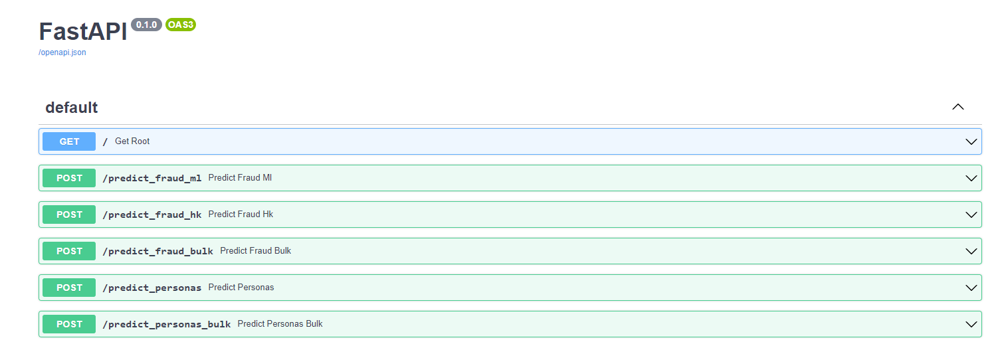 FastAPI 0.1.0 OAS3
/openapi.json
default
GET / Get Root
POST /predict_fraud_ml Predict Fraud Ml
POST /predict_fraud_hk Predict Fraud Hk
POST /predict_fraud_bulk Predict Fraud Bulk
POST /predict_personas Predict Personas
POST /predict_personas_bulk Predict Personas Bulk